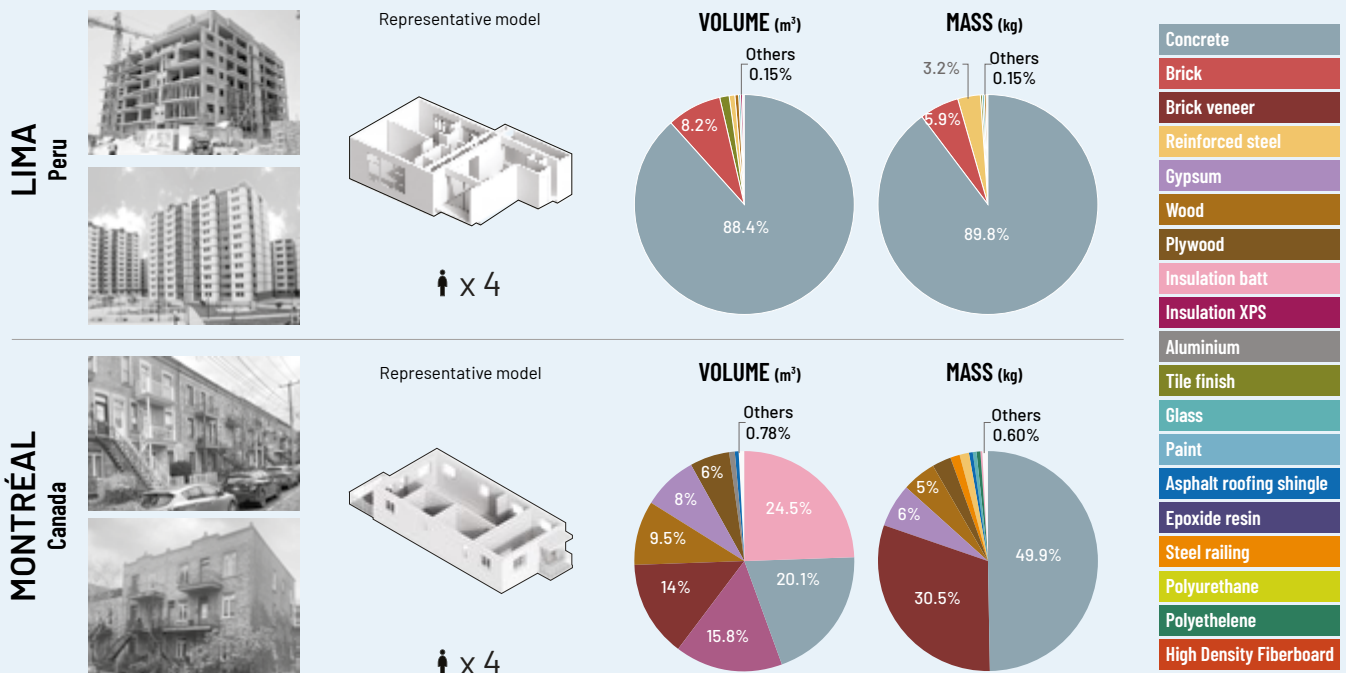 LIMA
Peru
Representative model
x 4
VOLUME (m³)
Others
0.15%
8.2%
88.4%
MASS (kg)
3.2%
Others
0.15%
5.9%
89.8%
MONTRÉAL
Canada
Representative model
x 4
VOLUME (m³)
Others
0.78%
6%
8%
9.5%
14%
15.8%
20.1%
24.5%
MASS (kg)
Others
0.60%
5%
6%
30.5%
49.9%
Concrete
Brick
Brick veneer
Reinforced steel
Gypsum
Wood
Plywood
Insulation batt
Insulation XPS
Aluminium
Tile finish
Glass
Paint
Asphalt roofing shingle
Epoxide resin
Steel railing
Polyurethane
Polyethelene
High Density Fiberboard